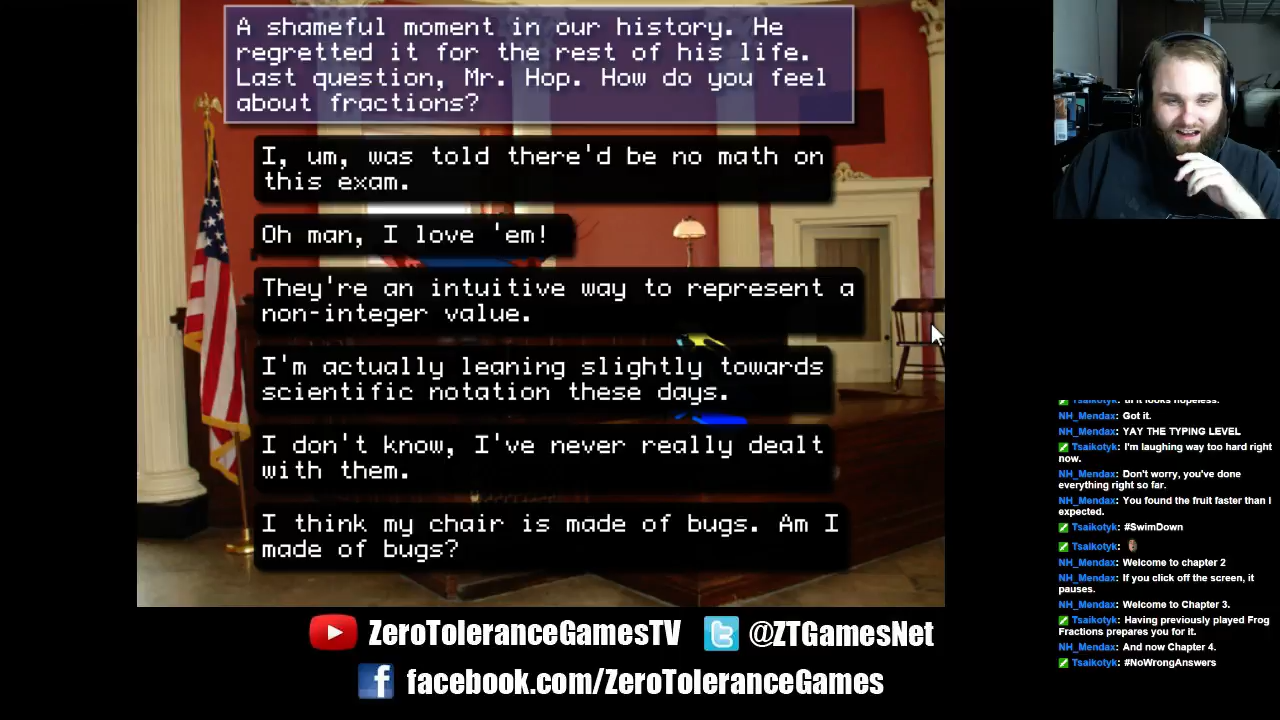 A shameful moment in our history. He
regretted it for the rest of his life.
Last question, Mr. Hop. How do you feel
about fractions?
I, um, was told there'd be no math on
this exam.
Oh man, I love 'em!
They're an intuitive way to represent a
non-integer value.
I'm actually leaning slightly towards
scientific notation these days.
I don't know, I've never really dealt
with them.
I think my chair is made of bugs. Am I
made of bugs?
ZeroToleranceGamesTV @ZTGamesNet
facebook.com/ZeroToleranceGames
Tsaikotyk: it looks hopeless.
NH_Mendax: Got it.
NH_Mendax: YAY THE TYPING LEVEL
Tsaikotyk: I'm laughing way too hard right
now.
NH_Mendax: Don't worry, you've done
everything right so far.
NH_Mendax: You found the fruit faster than I
expected.
Tsaikotyk: #SwimDown
Tsaikotyk:
NH_Mendax: Welcome to chapter 2
NH_Mendax: If you click off the screen, it
pauses.
NH_Mendax: Welcome to Chapter 3.
Tsaikotyk: Having previously played Frog
Fractions prepares you for it.
NH_Mendax: And now Chapter 4.
Tsaikotyk: #NoWrongAnswers